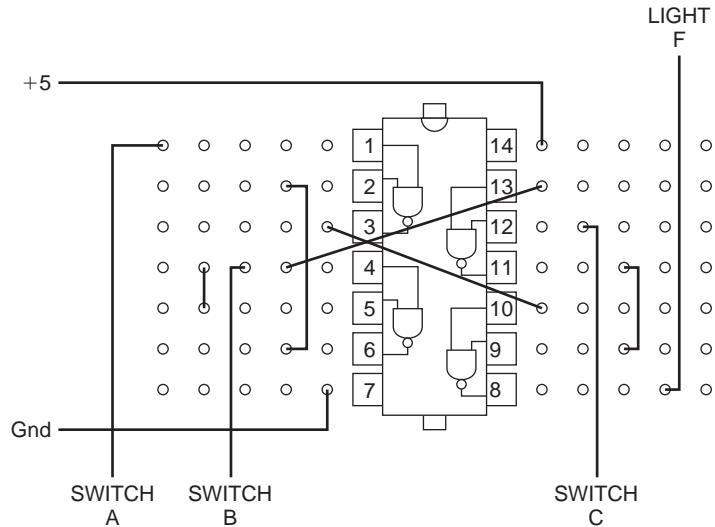 LIGHT
F
+5
1 14
2 13
3 12
4 11
5 10
6 9
7 8
Gnd
SWITCH SWITCH SWITCH
A B C